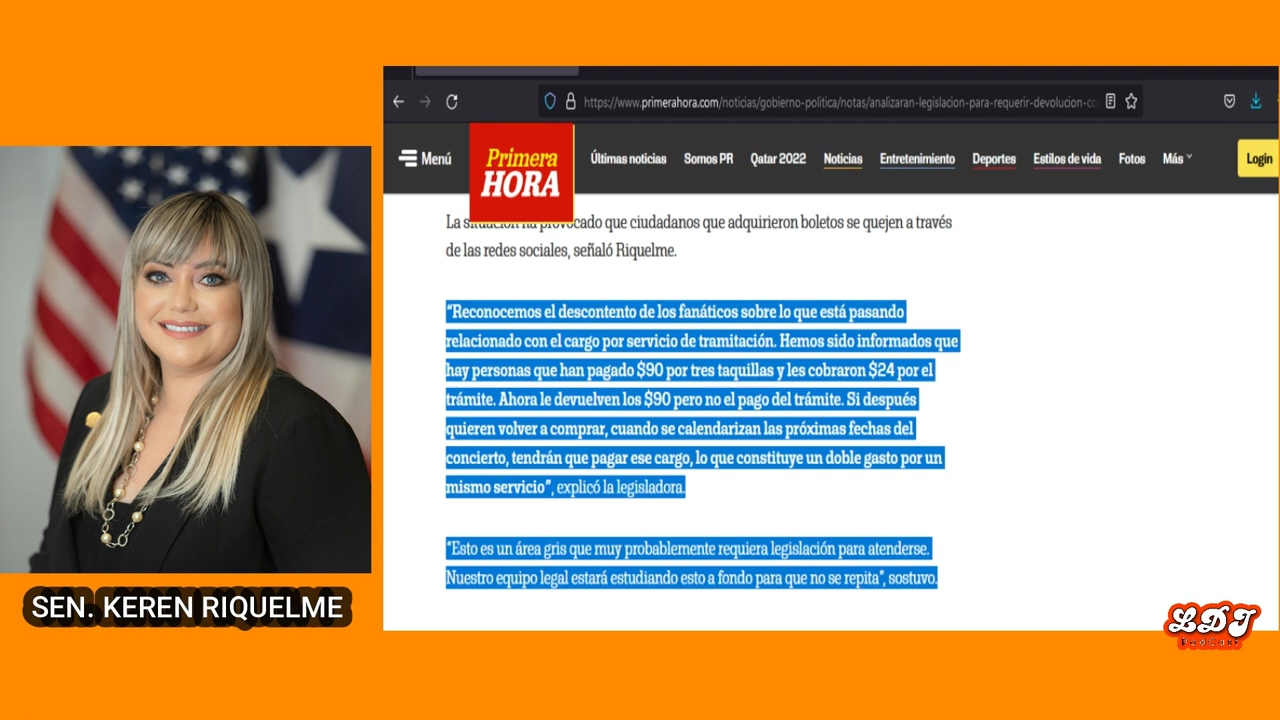 https://www.primerahora.com/noticias/gobierno-politica/notas/analizaran-legislacion-para-requerir-devolucion-co
Menú
Primera
HORA
Últimas noticias
Somos PR
Qatar 2022
Noticias
Entretenimiento
Deportes
Estilos de vida
Fotos
Más
Login
La situación ha provocado que ciudadanos que adquirieron boletos se quejen a través
de las redes sociales, señaló Riquelme.
“Reconocemos el descontento de los fanáticos sobre lo que está pasando
relacionado con el cargo por servicio de tramitación. Hemos sido informados que
hay personas que han pagado $90 por tres taquillas y les cobraron $24 por el
trámite. Ahora le devuelven los $90 pero no el pago del trámite. Si después
quieren volver a comprar, cuando se calendarizan las próximas fechas del
concierto, tendrán que pagar ese cargo, lo que constituye un doble gasto por un
mismo servicio”, explicó la legisladora.
“Esto es un área gris que muy probablemente requiera legislación para atenderse.
Nuestro equipo legal estará estudiando esto a fondo para que no se repita”, sostuvo.
SEN. KEREN RIQUELME
LDT
PodCast